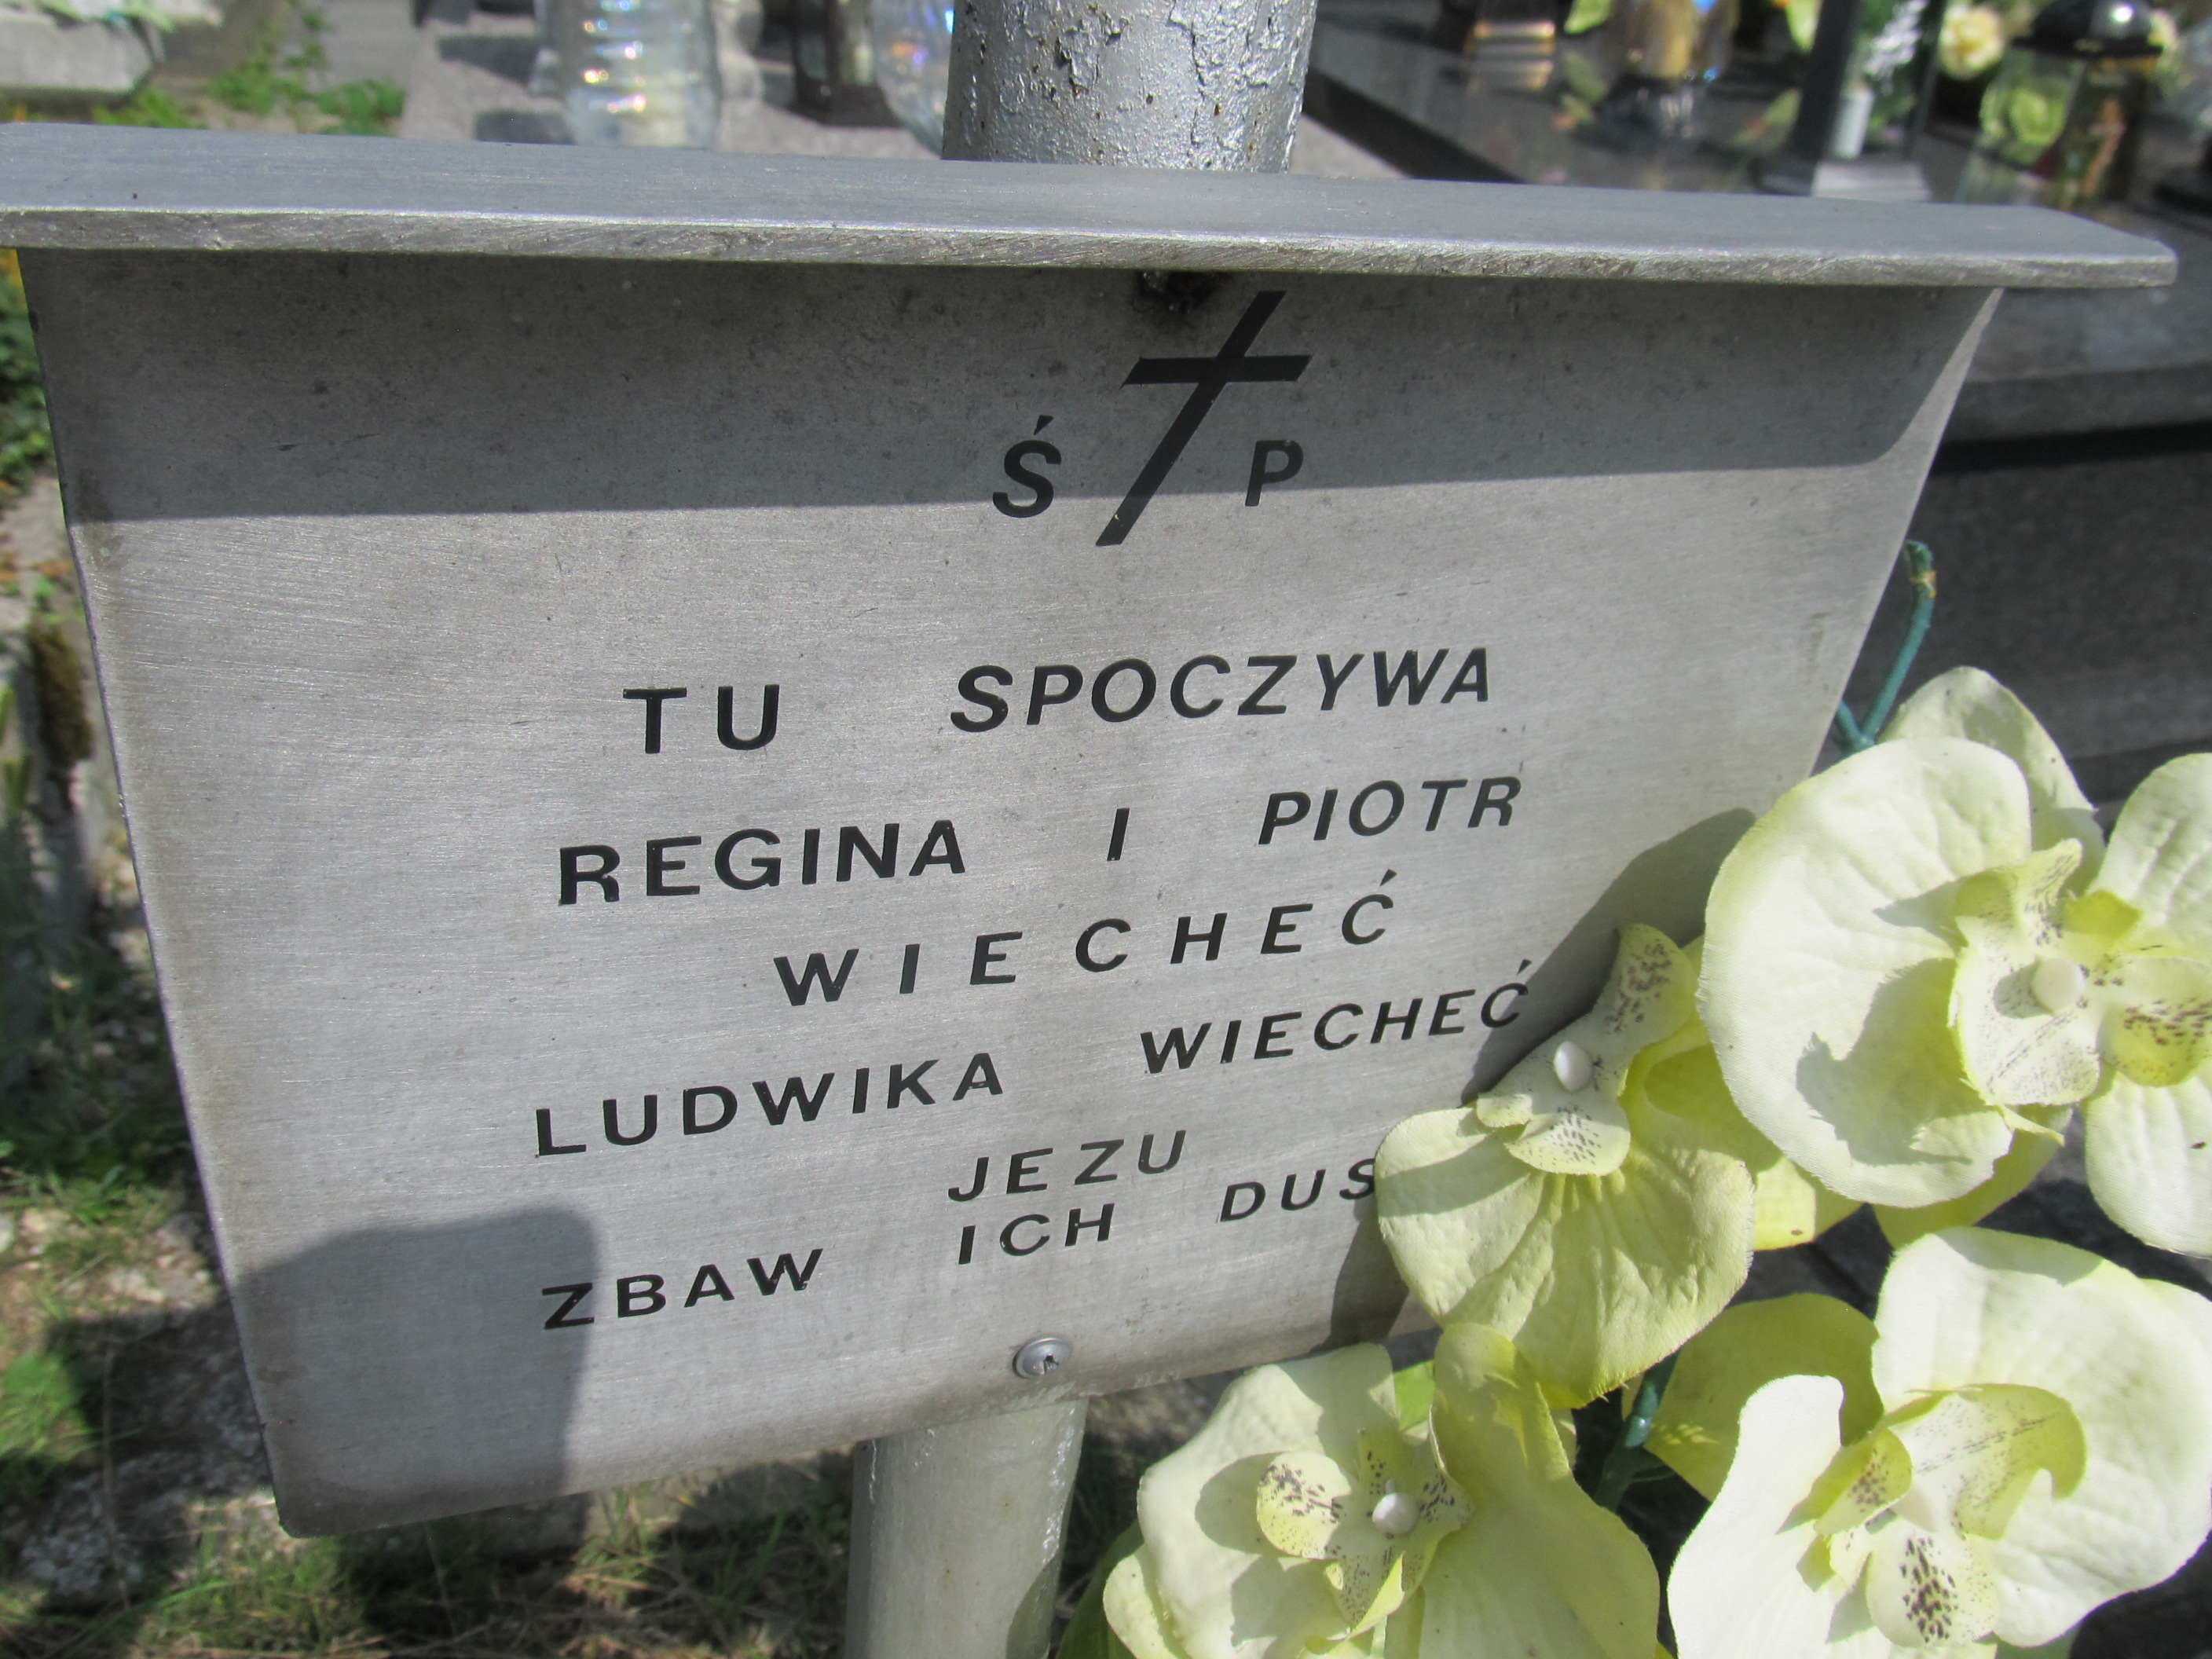 Ś P
TU SPOCZYWA
REGINA I PIOTR
WIECHEĆ
LUDWIKA WIECHEĆ
JEZU
ZBAW ICH